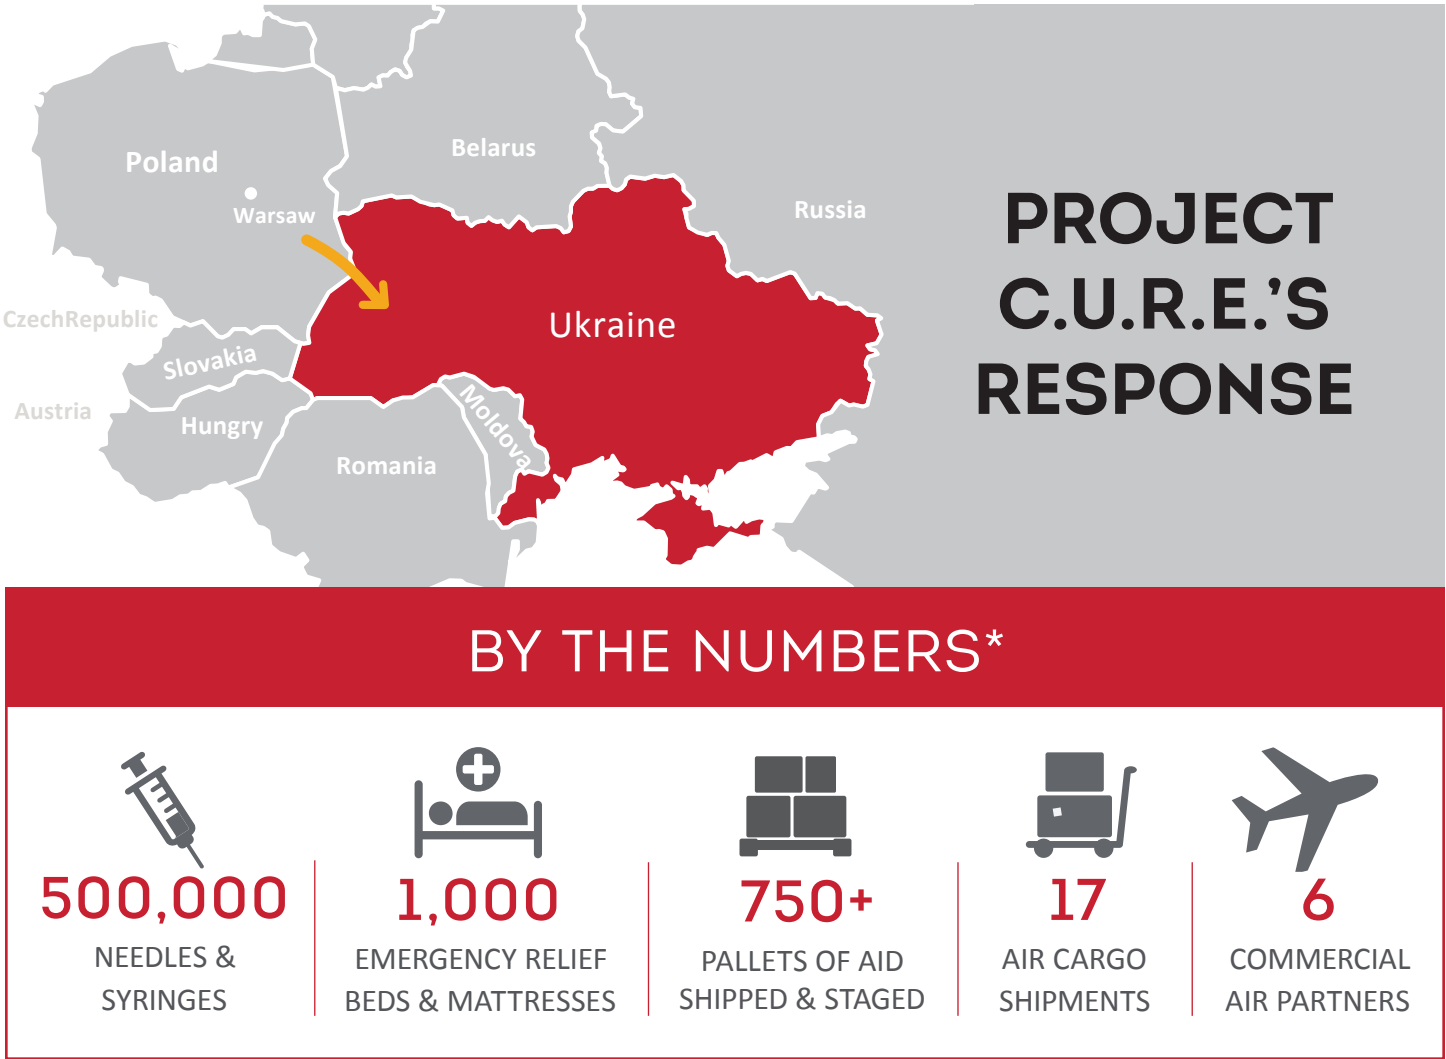 Poland
Warsaw
Belarus
Russia
CzechRepublic
Slovakia
Austria
Hungry
Ukraine
Moldova
Romania
PROJECT
C.U.R.E.'S
RESPONSE
BY THE NUMBERS*
500,000
NEEDLES &
SYRINGES
1,000
EMERGENCY RELIEF
BEDS & MATTRESSES
750+
PALLETS OF AID
SHIPPED & STAGED
17
AIR CARGO
SHIPMENTS
6
COMMERCIAL
AIR PARTNERS